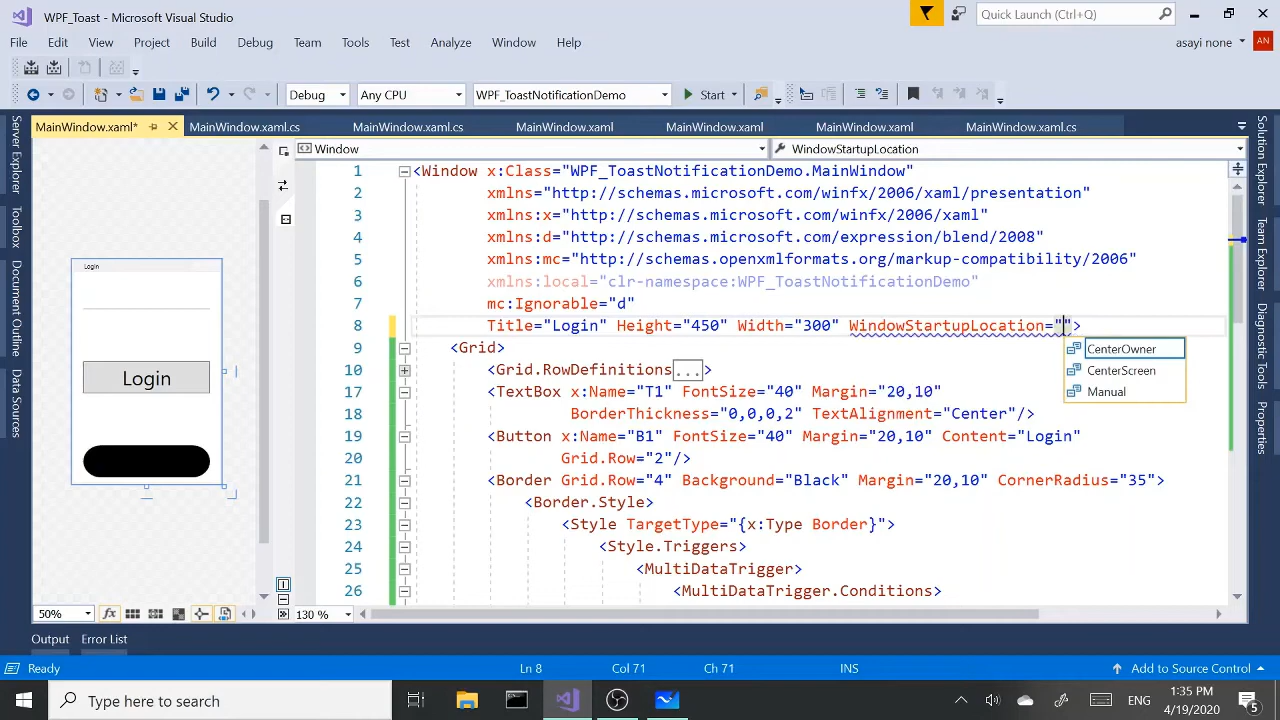 WPF_Toast - Microsoft Visual Studio
Quick Launch (Ctrl+Q)
File Edit View Project Build Debug Team Tools Test Analyze Window Help
asayi none
AN
Debug Any CPU WPF_ToastNotificationDemo Start
MainWindow.xaml* MainWindow.xaml.cs MainWindow.xaml.cs MainWindow.xaml MainWindow.xaml MainWindow.xaml MainWindow.xaml.cs
Window WindowStartupLocation
Server Explorer
Toolbox
Document Outline
Data Sources
Solution Explorer
Team Explorer
Properties
Login
Login
1 <Window x:Class="WPF_ToastNotificationDemo.MainWindow"
2 xmlns="http://schemas.microsoft.com/winfx/2006/xaml/presentation"
3 xmlns:x="http://schemas.microsoft.com/winfx/2006/xaml"
4 xmlns:d="http://schemas.microsoft.com/expression/blend/2008"
5 xmlns:mc="http://schemas.openxmlformats.org/markup-compatibility/2006"
6 xmlns:local="clr-namespace:WPF_ToastNotificationDemo"
7 mc:Ignorable="d"
8 Title="Login" Height="450" Width="300" WindowStartupLocation="">
CenterOwner
CenterScreen
Manual
9 <Grid>
10 <Grid.RowDefinitions...>
17 <TextBox x:Name="T1" FontSize="40" Margin="20,10"
18 BorderThickness="0,0,0,2" TextAlignment="Center"/>
19 <Button x:Name="B1" FontSize="40" Margin="20,10" Content="Login"
20 Grid.Row="2"/>
21 <Border Grid.Row="4" Background="Black" Margin="20,10" CornerRadius="35">
22 <Border.Style>
23 <Style TargetType="{x:Type Border}">
24 <Style.Triggers>
25 <MultiDataTrigger>
26 <MultiDataTrigger.Conditions>
50% fx 130 %
Output Error List
Ready Ln 8 Col 71 Ch 71 INS Add to Source Control
Type here to search
ENG
1:35 PM
4/19/2020
5